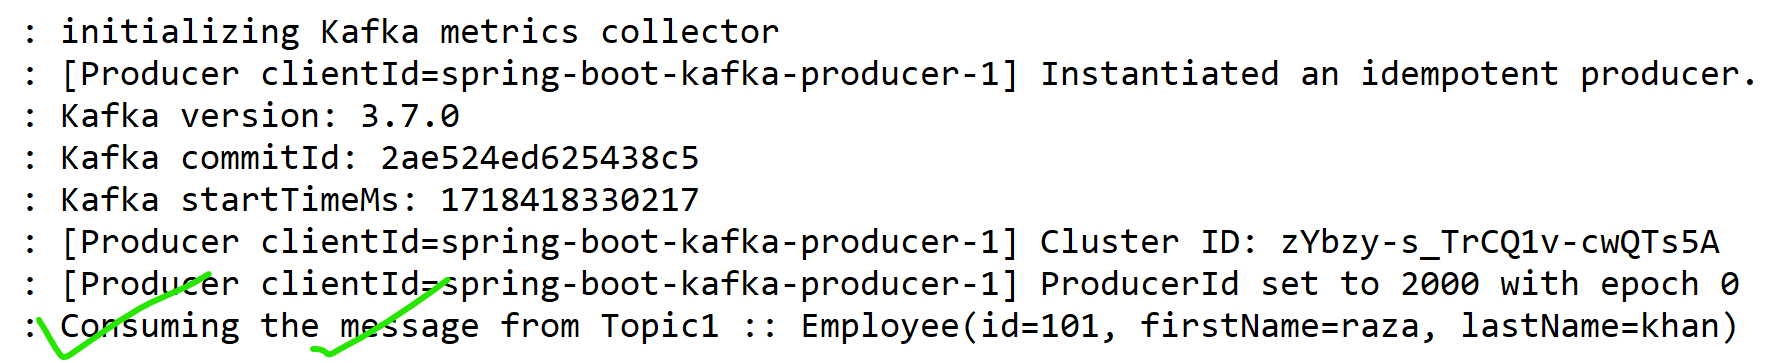 : initializing Kafka metrics collector
: [Producer clientId=spring-boot-kafka-producer-1] Instantiated an idempotent producer.
: Kafka version: 3.7.0
: Kafka commitId: 2ae524ed625438c5
: Kafka startTimeMs: 1718418330217
: [Producer clientId=spring-boot-kafka-producer-1] Cluster ID: zYbzy-s_TrCQ1v-cwQTs5A
: [Producer clientId=spring-boot-kafka-producer-1] ProducerId set to 2000 with epoch 0
: Consuming the message from Topic1 :: Employee(id=101, firstName=raza, lastName=khan)